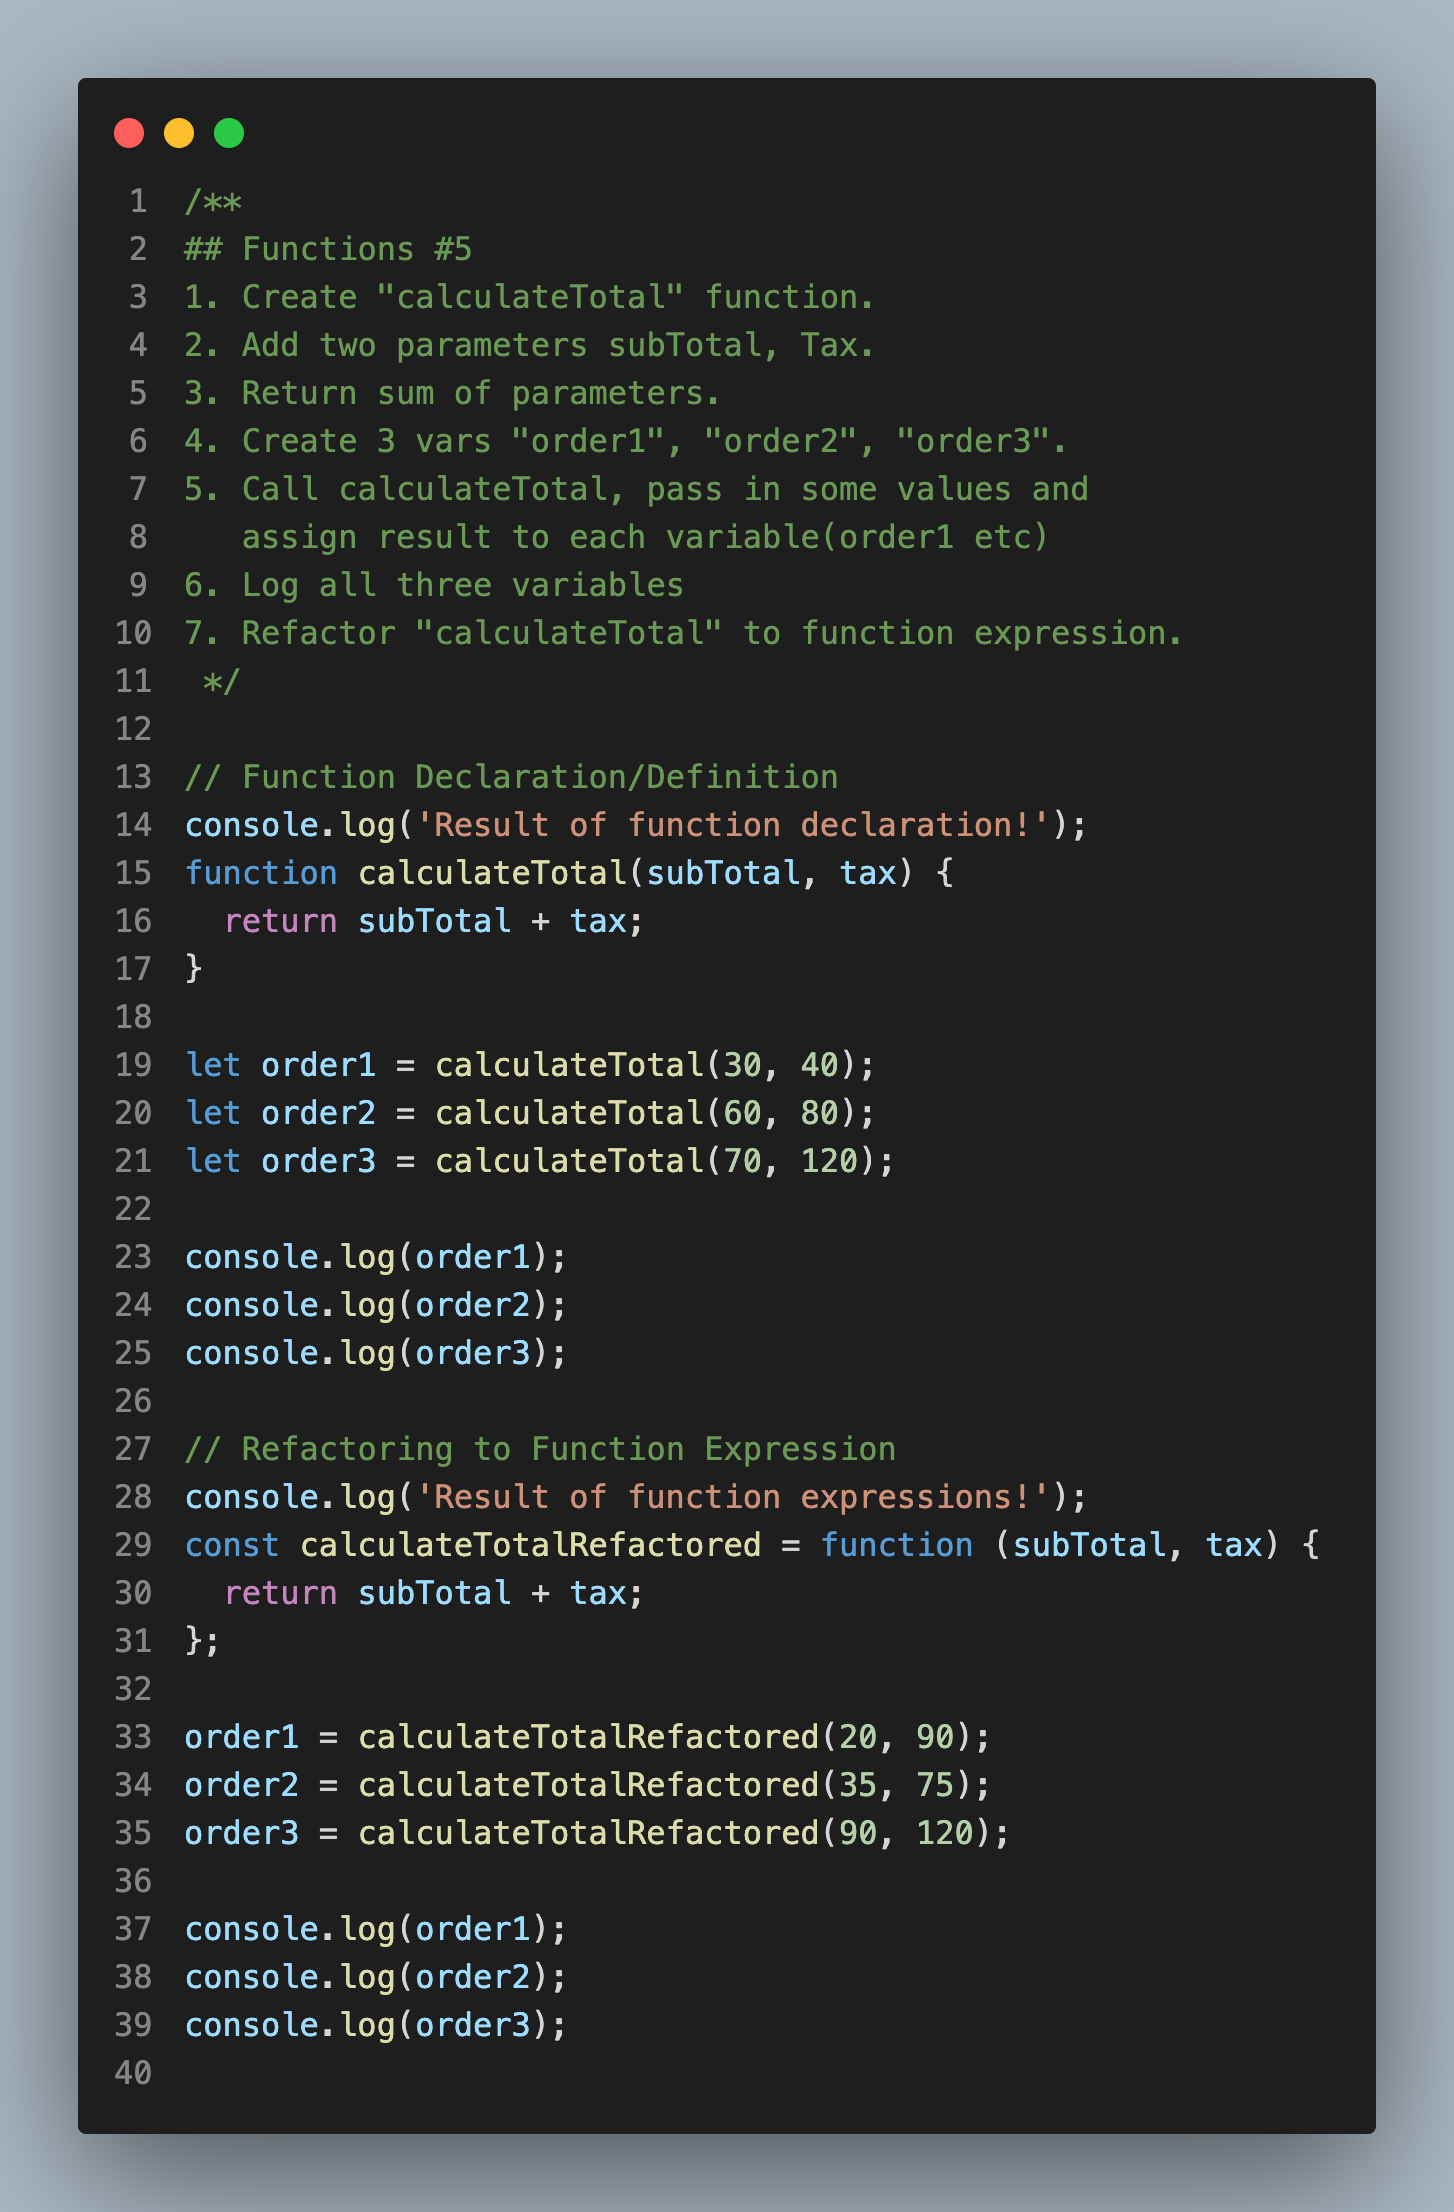 1 /**
2 ## Functions #5
3 1. Create "calculateTotal" function.
4 2. Add two parameters subTotal, Tax.
5 3. Return sum of parameters.
6 4. Create 3 vars "order1", "order2", "order3".
7 5. Call calculateTotal, pass in some values and
8    assign result to each variable(order1 etc)
9 6. Log all three variables
10 7. Refactor "calculateTotal" to function expression.
11  */
12
13 // Function Declaration/Definition
14 console.log('Result of function declaration!');
15 function calculateTotal(subTotal, tax) {
16   return subTotal + tax;
17 }
18
19 let order1 = calculateTotal(30, 40);
20 let order2 = calculateTotal(60, 80);
21 let order3 = calculateTotal(70, 120);
22
23 console.log(order1);
24 console.log(order2);
25 console.log(order3);
26
27 // Refactoring to Function Expression
28 console.log('Result of function expressions!');
29 const calculateTotalRefactored = function (subTotal, tax) {
30   return subTotal + tax;
31 };
32
33 order1 = calculateTotalRefactored(20, 90);
34 order2 = calculateTotalRefactored(35, 75);
35 order3 = calculateTotalRefactored(90, 120);
36
37 console.log(order1);
38 console.log(order2);
39 console.log(order3);
40